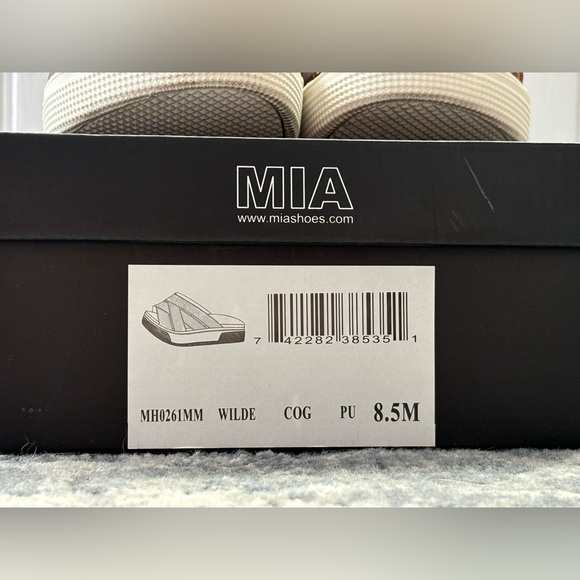 MIA
www.miashoes.com
7 42282 38535 1
MH0261MM WILDE COG PU 8.5M